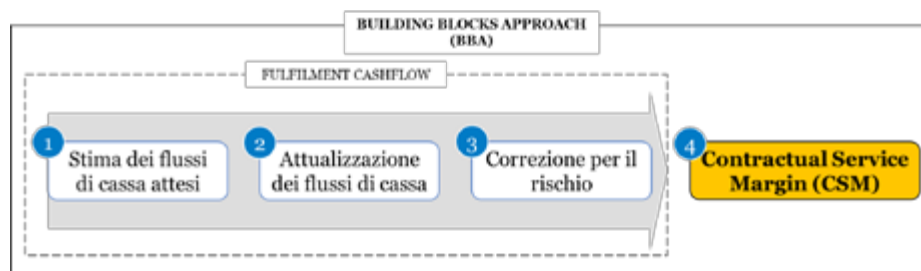 BUILDING BLOCKS APPROACH
(BBA)
FULFILMENT CASHFLOW
1
Stima dei flussi
di cassa attesi
2
Attualizzazione
dei flussi di cassa
3
Correzione per il
rischio
4
Contractual Service
Margin (CSM)